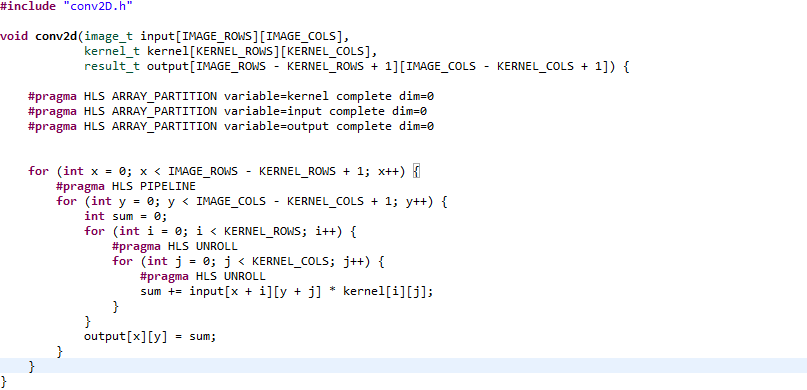 #include "conv2D.h"

void conv2d(image_t input[IMAGE_ROWS][IMAGE_COLS],
            kernel_t kernel[KERNEL_ROWS][KERNEL_COLS],
            result_t output[IMAGE_ROWS - KERNEL_ROWS + 1][IMAGE_COLS - KERNEL_COLS + 1]) {

    #pragma HLS ARRAY_PARTITION variable=kernel complete dim=0
    #pragma HLS ARRAY_PARTITION variable=input complete dim=0
    #pragma HLS ARRAY_PARTITION variable=output complete dim=0


    for (int x = 0; x < IMAGE_ROWS - KERNEL_ROWS + 1; x++) {
        #pragma HLS PIPELINE
        for (int y = 0; y < IMAGE_COLS - KERNEL_COLS + 1; y++) {
            int sum = 0;
            for (int i = 0; i < KERNEL_ROWS; i++) {
                #pragma HLS UNROLL
                for (int j = 0; j < KERNEL_COLS; j++) {
                    #pragma HLS UNROLL
                    sum += input[x + i][y + j] * kernel[i][j];
                }
            }
            output[x][y] = sum;
        }
    }
}